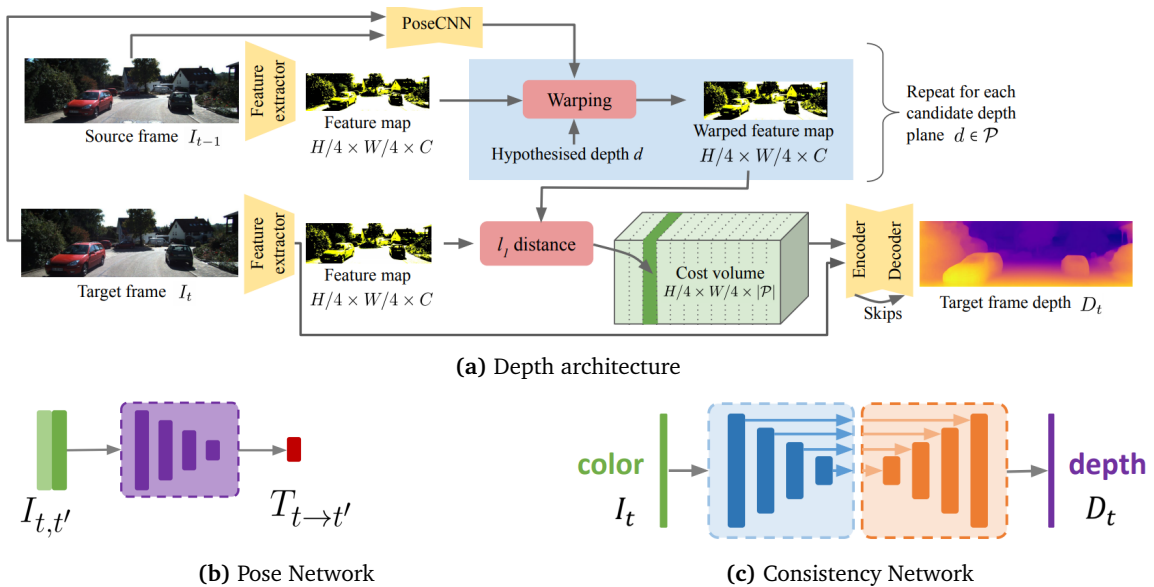 PoseCNN
Feature
extractor
Source frame I_{t−1}
Feature map
H/4 × W/4 × C
Warping
Hypothesised depth d
Warped feature map
H/4 × W/4 × C
Repeat for each
candidate depth
plane d ∈ 𝒫
Feature
extractor
Target frame I_t
Feature map
H/4 × W/4 × C
l_1 distance
Cost volume
H/4 × W/4 × |𝒫|
Encoder
Decoder
Skips
Target frame depth D_t
(a) Depth architecture
I_{t,t′}
T_{t→t′}
(b) Pose Network
color
I_t
depth
D_t
(c) Consistency Network